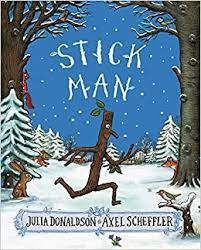 STICK
MAN
JULIA DONALDSON • AXEL SCHEFFLER